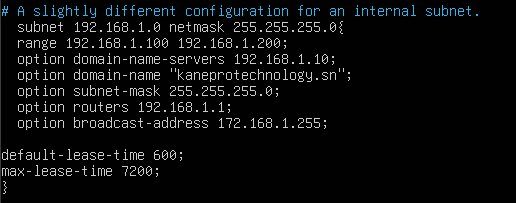 # A slightly different configuration for an internal subnet.
subnet 192.168.1.0 netmask 255.255.255.0{
range 192.168.1.100 192.168.1.200;
option domain-name-servers 192.168.1.10;
option domain-name "kaneprotechnology.sn";
option subnet-mask 255.255.255.0;
option routers 192.168.1.1;
option broadcast-address 172.168.1.255;
default-lease-time 600;
max-lease-time 7200;
}